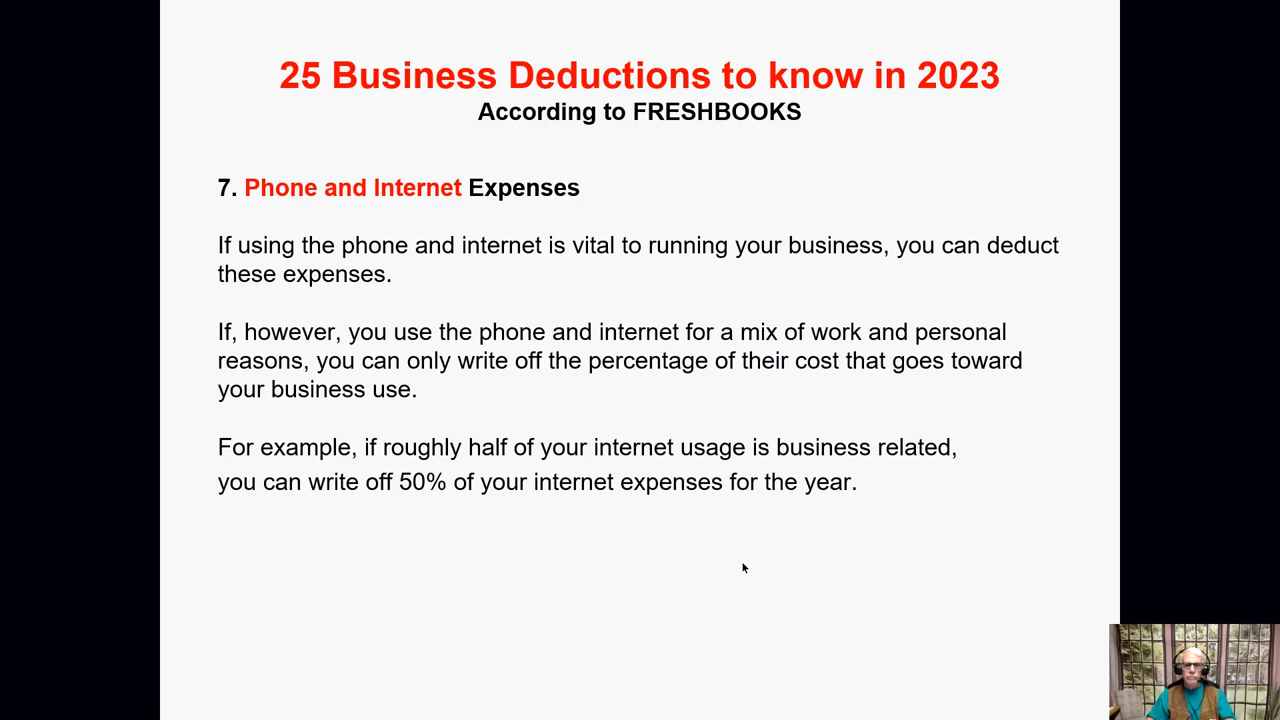 25 Business Deductions to know in 2023
According to FRESHBOOKS
7. Phone and Internet Expenses
If using the phone and internet is vital to running your business, you can deduct
these expenses.
If, however, you use the phone and internet for a mix of work and personal
reasons, you can only write off the percentage of their cost that goes toward
your business use.
For example, if roughly half of your internet usage is business related,
you can write off 50% of your internet expenses for the year.